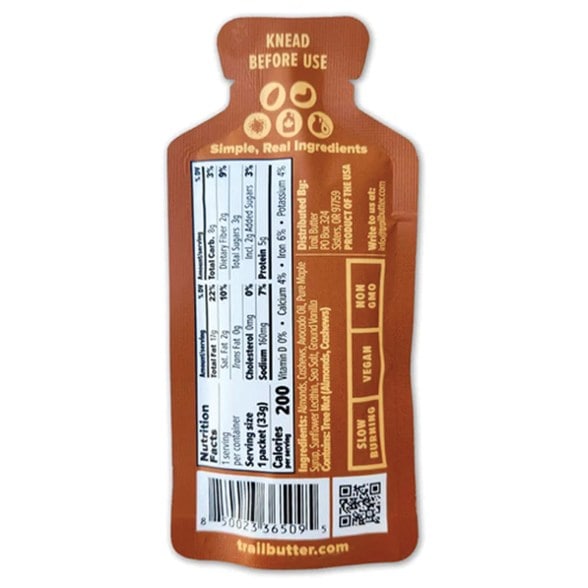 KNEAD
BEFORE USE
Simple, Real Ingredients
Nutrition
Facts
1 serving
per container
Serving size
1 packet (33g)
Calories 200
per serving
Amount/serving % DV
Total Fat 17g 22%
Sat. Fat 2g 10%
Trans Fat 0g
Cholesterol 0mg 0%
Sodium 160mg 7%
Amount/serving % DV
Total Carb. 8g 3%
Dietary Fiber 2g 9%
Total Sugars 3g
Incl. 2g Added Sugars 3%
Protein 5g
Vitamin D 0% • Calcium 4% • Iron 6% • Potassium 4%
Ingredients: Almonds, Cashews, Avocado Oil, Pure Maple
Syrup, Sunflower Lecithin, Sea Salt, Ground Vanilla
Contains: Tree Nut (Almonds, Cashews)
Distributed By:
Trail Butter
PO Box 324
Sisters, OR 97759
PRODUCT OF THE USA
Write to us at:
info@trailbutter.com
SLOW
BURNING
VEGAN
NON
GMO
8 50023 36509 5
trailbutter.com